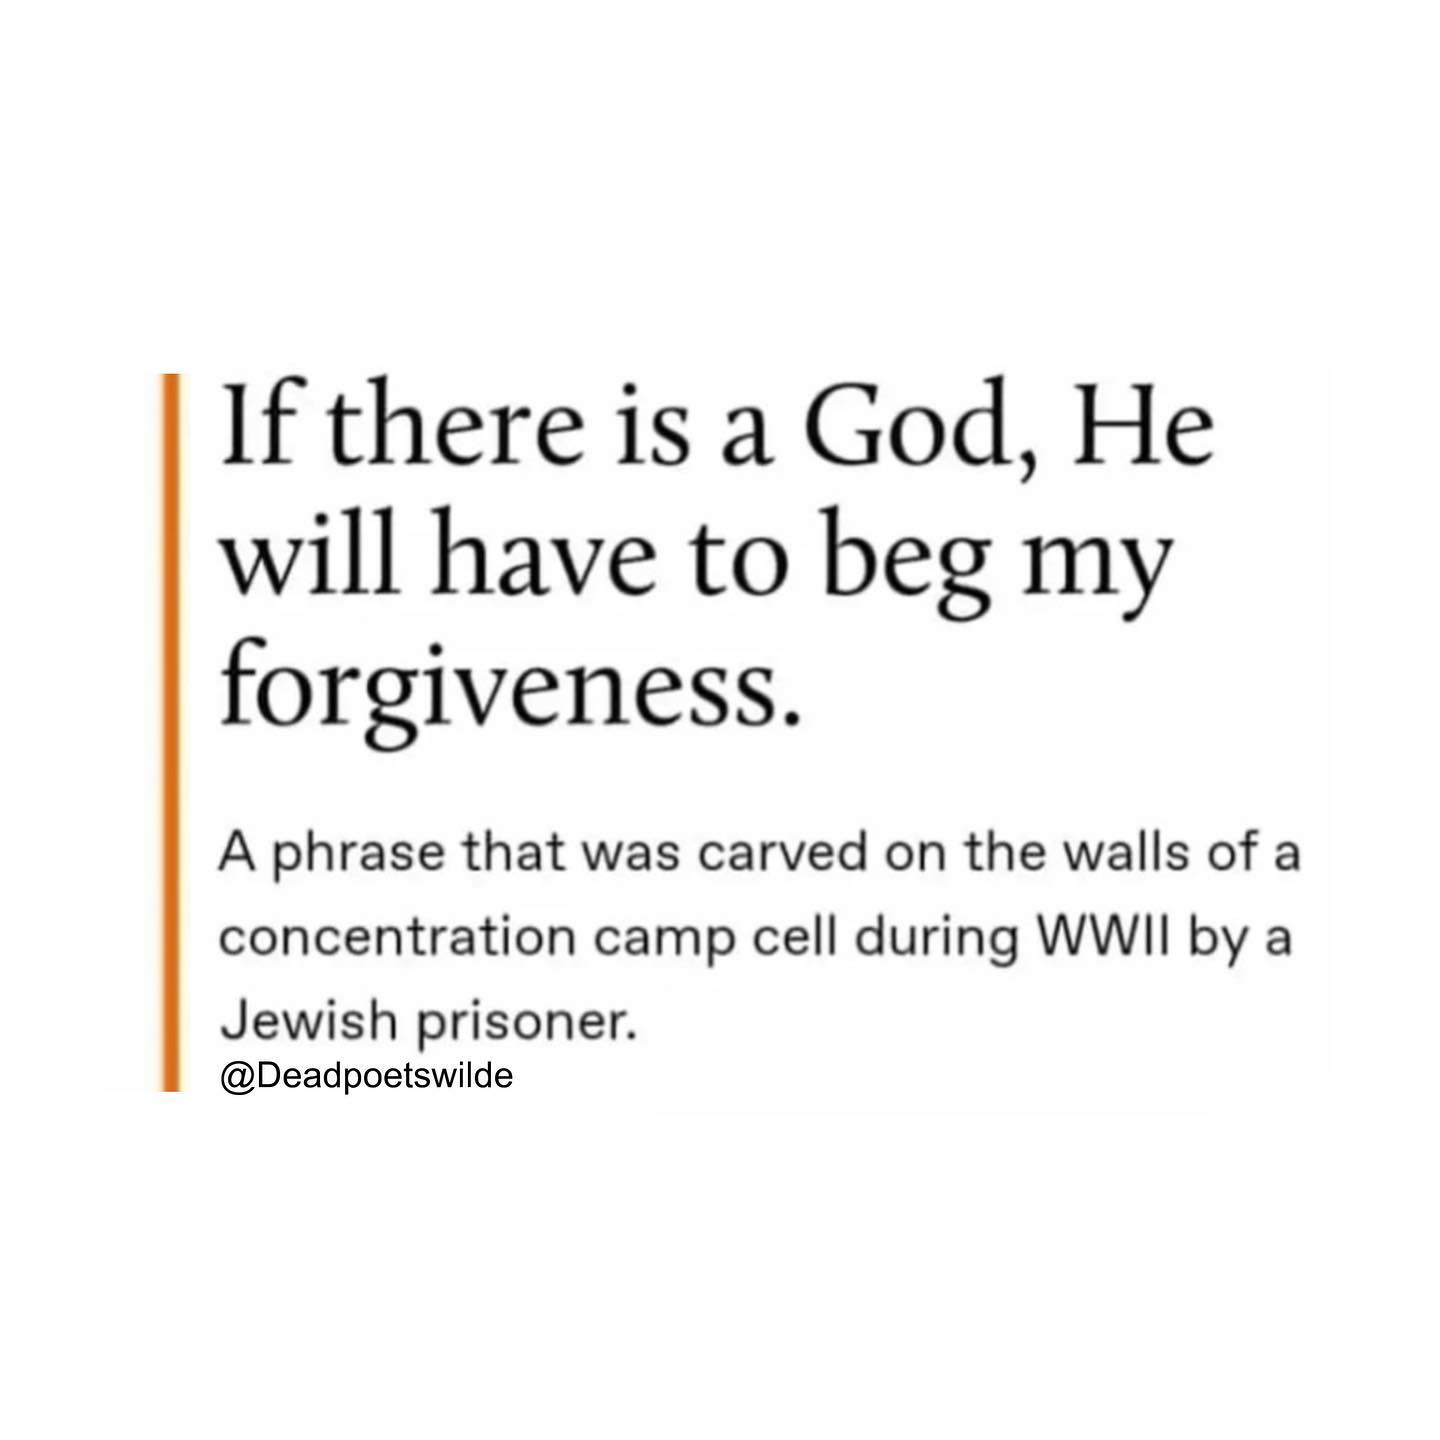 If there is a God, He
will have to beg my
forgiveness.
A phrase that was carved on the walls of a
concentration camp cell during WWII by a
Jewish prisoner.
@Deadpoetswilde